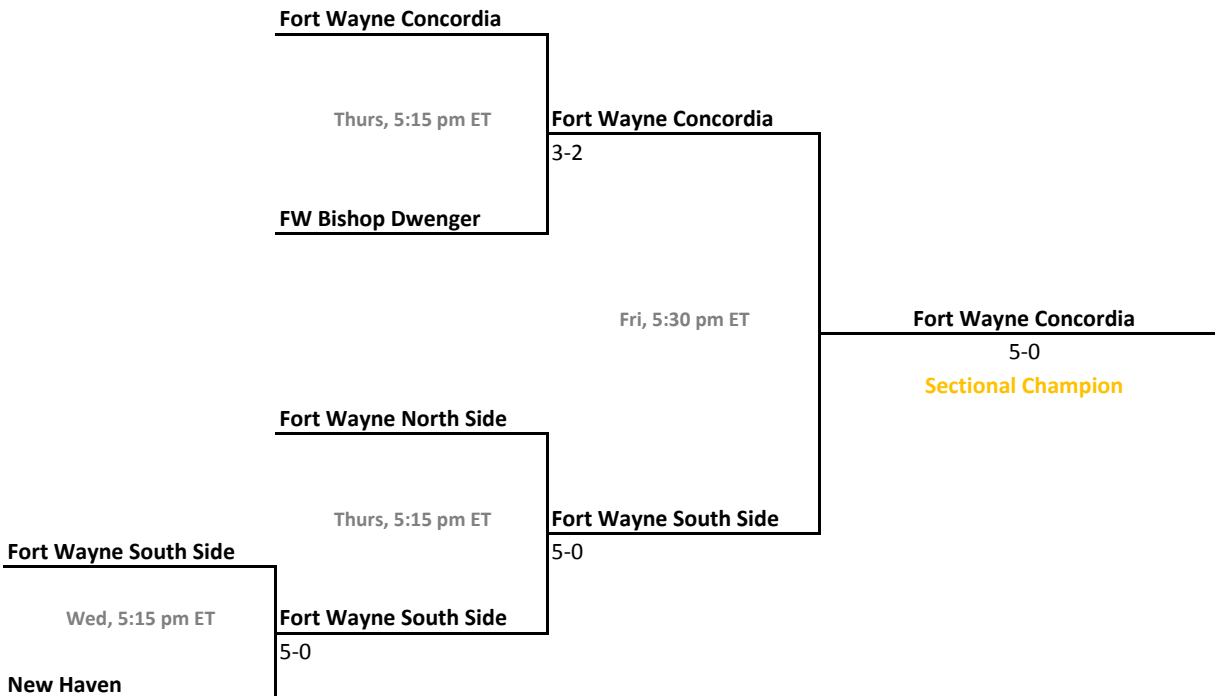 Fort Wayne Concordia
Thurs, 5:15 pm ET
Fort Wayne Concordia
3-2
FW Bishop Dwenger
Fri, 5:30 pm ET
Fort Wayne Concordia
5-0
Sectional Champion
Fort Wayne North Side
Thurs, 5:15 pm ET
Fort Wayne South Side
5-0
Fort Wayne South Side
Wed, 5:15 pm ET
Fort Wayne South Side
5-0
New Haven